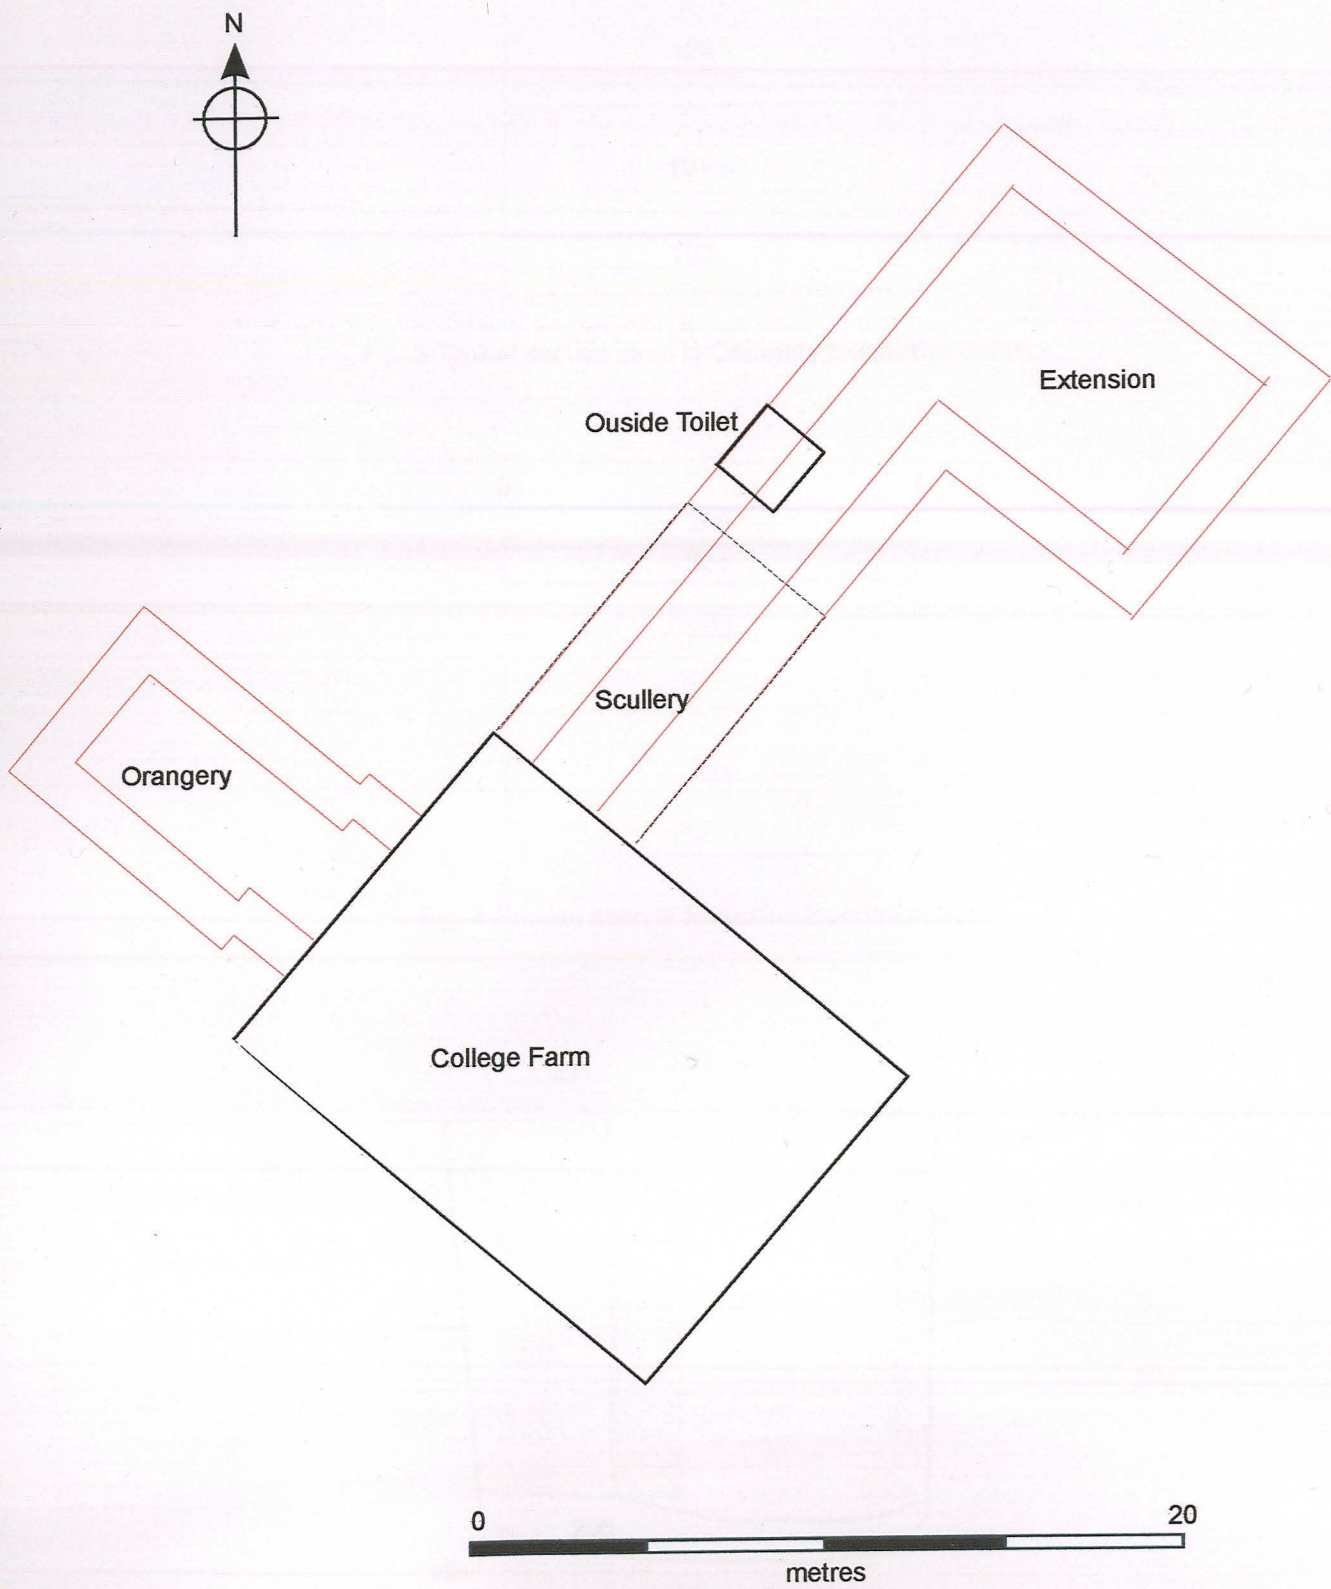 N
Extension
Ouside Toilet
Scullery
Orangery
College Farm
0 20
metres